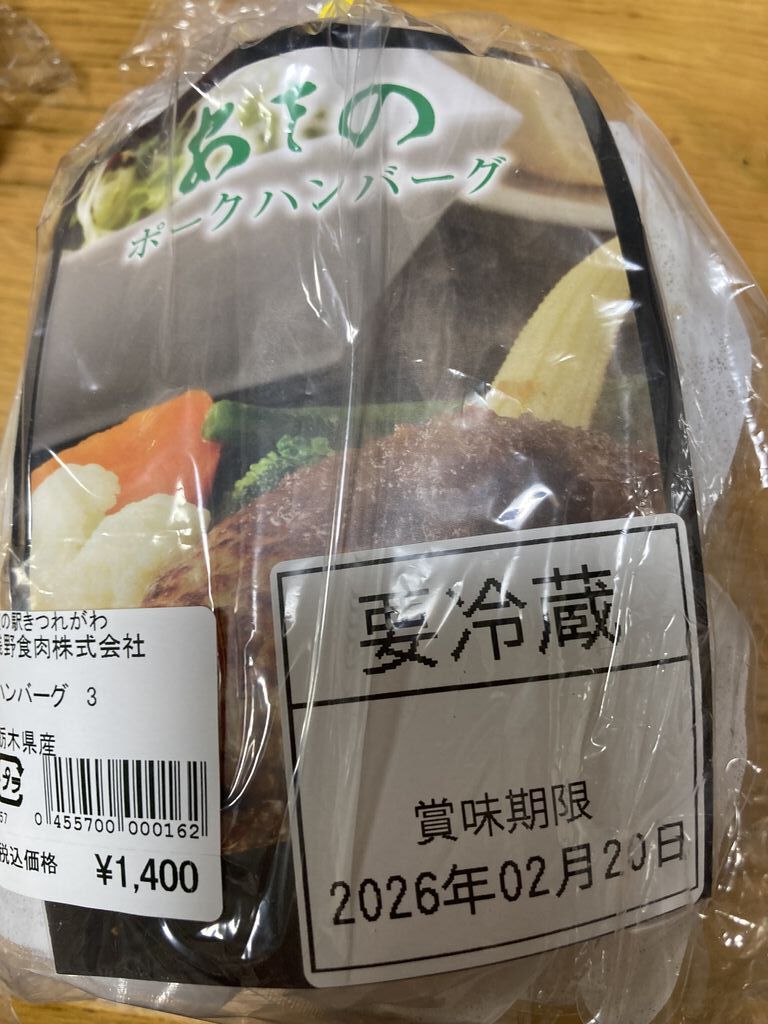 あその
ポークハンバーグ
要冷蔵
賞味期限
2026年02月20日
の駅きつれがわ
野食肉株式会社
ハンバーグ 3
栃木県産
0 455700 000162
税込価格 ¥1,400